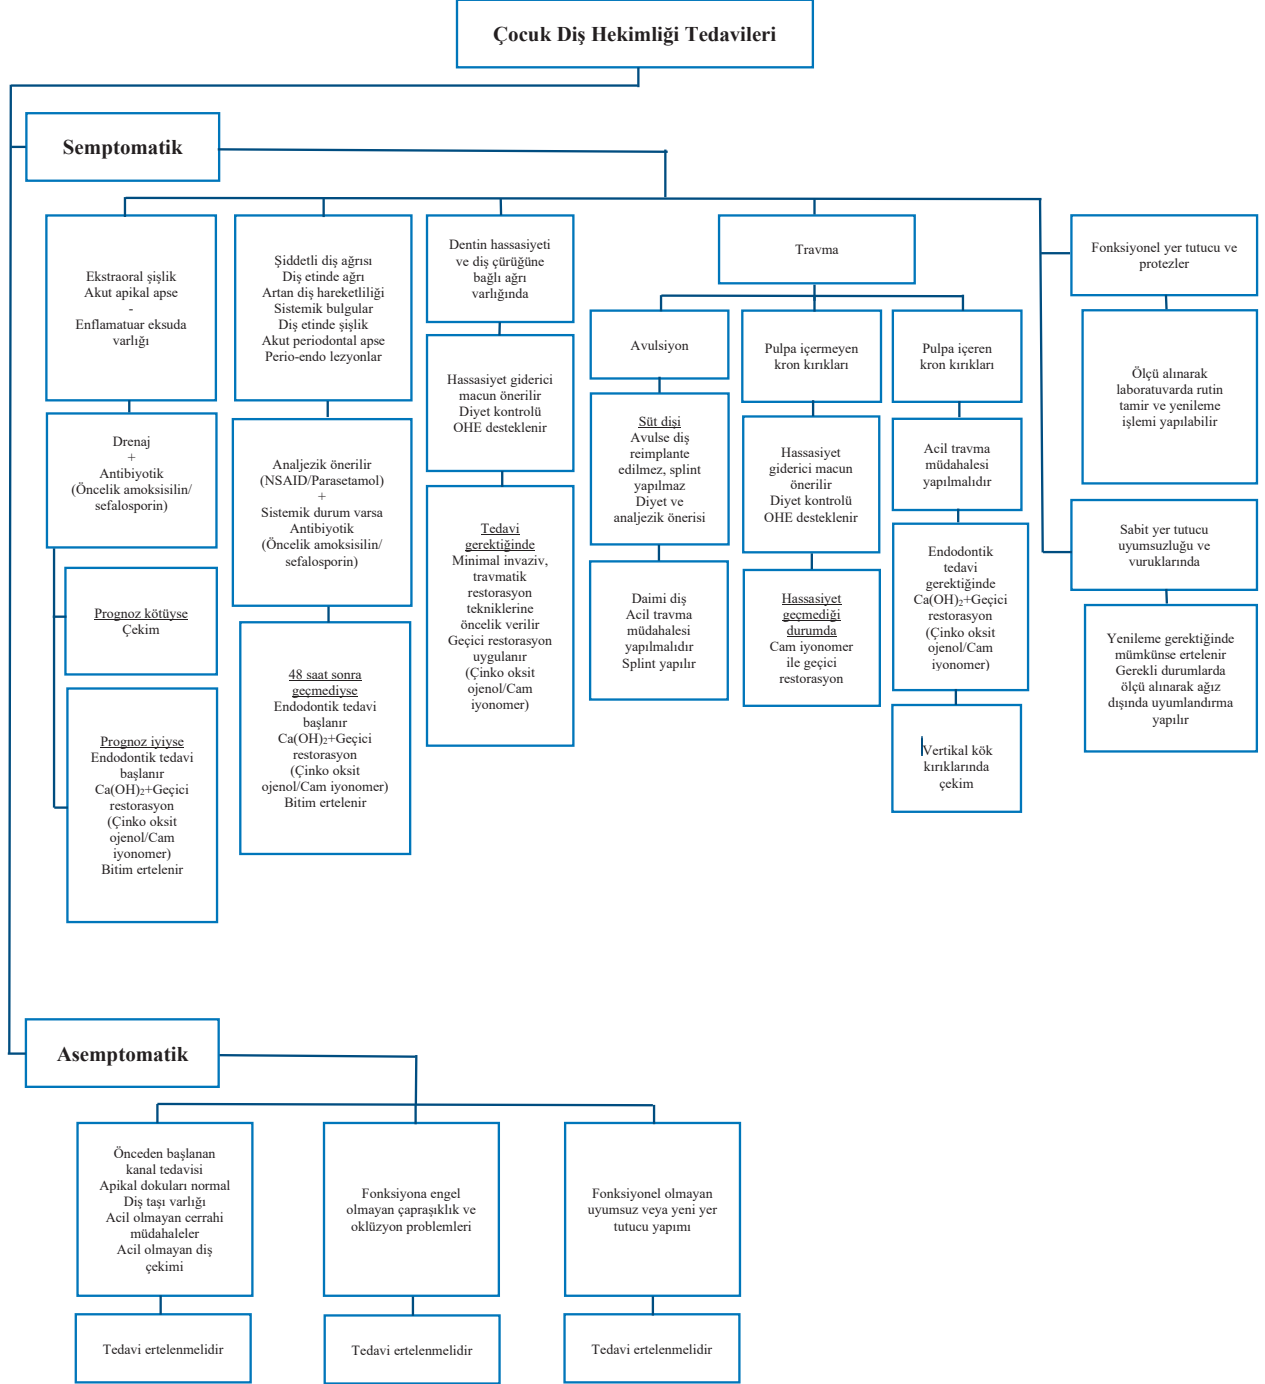 Çocuk Diş Hekimliği Tedavileri
Semptomatik
Ekstraoral şişlik
Akut apikal apse
-
Enflamatuar eksuda
varlığı
Drenaj
+
Antibiyotik
(Öncelik amoksisilin/
sefalosporin)
Prognoz kötüyse
Çekim
Prognoz iyiyse
Endodontik tedavi
başlanır
Ca(OH)₂+Geçici
restorasyon
(Çinko oksit
ojenol/Cam
iyonomer)
Bitim ertelenir
Şiddetli diş ağrısı
Diş etinde ağrı
Artan diş hareketliliği
Sistemik bulgular
Diş etinde şişlik
Akut periodontal apse
Perio-endo lezyonlar
Analjezik önerilir
(NSAID/Parasetamol)
+
Sistemik durum varsa
Antibiyotik
(Öncelik amoksisilin/
sefalosporin)
48 saat sonra
geçmediyse
Endodontik tedavi
başlanır
Ca(OH)₂+Geçici
restorasyon
(Çinko oksit
ojenol/Cam iyonomer)
Bitim ertelenir
Dentin hassasiyeti
ve diş çürüğüne
bağlı ağrı
varlığında
Hassasiyet giderici
macun önerilir
Diyet kontrolü
OHE desteklenir
Tedavi
gerektiğinde
Minimal invaziv,
travmatik
restorasyon
tekniklerine
öncelik verilir
Geçici restorasyon
uygulanır
(Çinko oksit
ojenol/Cam
iyonomer)
Travma
Avulsiyon
Süt dişi
Avulse diş
reimplante
edilmez, splint
yapılmaz
Diyet ve
analjezik önerisi
Daimi diş
Acil travma
müdahalesi
yapılmalıdır
Splint yapılır
Pulpa içermeyen
kron kırıkları
Hassasiyet
giderici macun
önerilir
Diyet kontrolü
OHE desteklenir
Hassasiyet
geçmediği
durumda
Cam iyonomer
ile geçici
restorasyon
Pulpa içeren
kron kırıkları
Acil travma
müdahalesi
yapılmalıdır
Endodontik
tedavi
gerektiğinde
Ca(OH)₂+Geçici
restorasyon
(Çinko oksit
ojenol/Cam
iyonomer)
Vertikal kök
kırıklarında
çekim
Fonksiyonel yer tutucu ve
protezler
Ölçü alınarak
laboratuvarda rutin
tamir ve yenileme
işlemi yapılabilir
Sabit yer tutucu
uyumsuzluğu ve
vuruklarında
Yenileme gerektiğinde
mümkünse ertelenir
Gerekli durumlarda
ölçü alınarak ağız
dışında uyumlandırma
yapılır
Asemptomatik
Önceden başlanan
kanal tedavisi
Apikal dokuları normal
Diş taşı varlığı
Acil olmayan cerrahi
müdahaleler
Acil olmayan diş
çekimi
Tedavi ertelenmelidir
Fonksiyona engel
olmayan çapraşıklık ve
oklüzyon problemleri
Tedavi ertelenmelidir
Fonksiyonel olmayan
uyumsuz veya yeni yer
tutucu yapımı
Tedavi ertelenmelidir